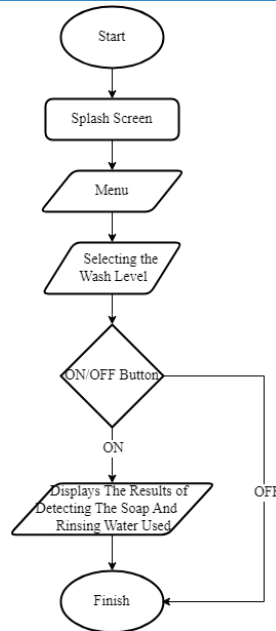 Start
Splash Screen
Menu
Selecting the
Wash Level
ON/OFF Button
ON
OFF
Displays The Results of
Detecting The Soap And
Rinsing Water Used
Finish